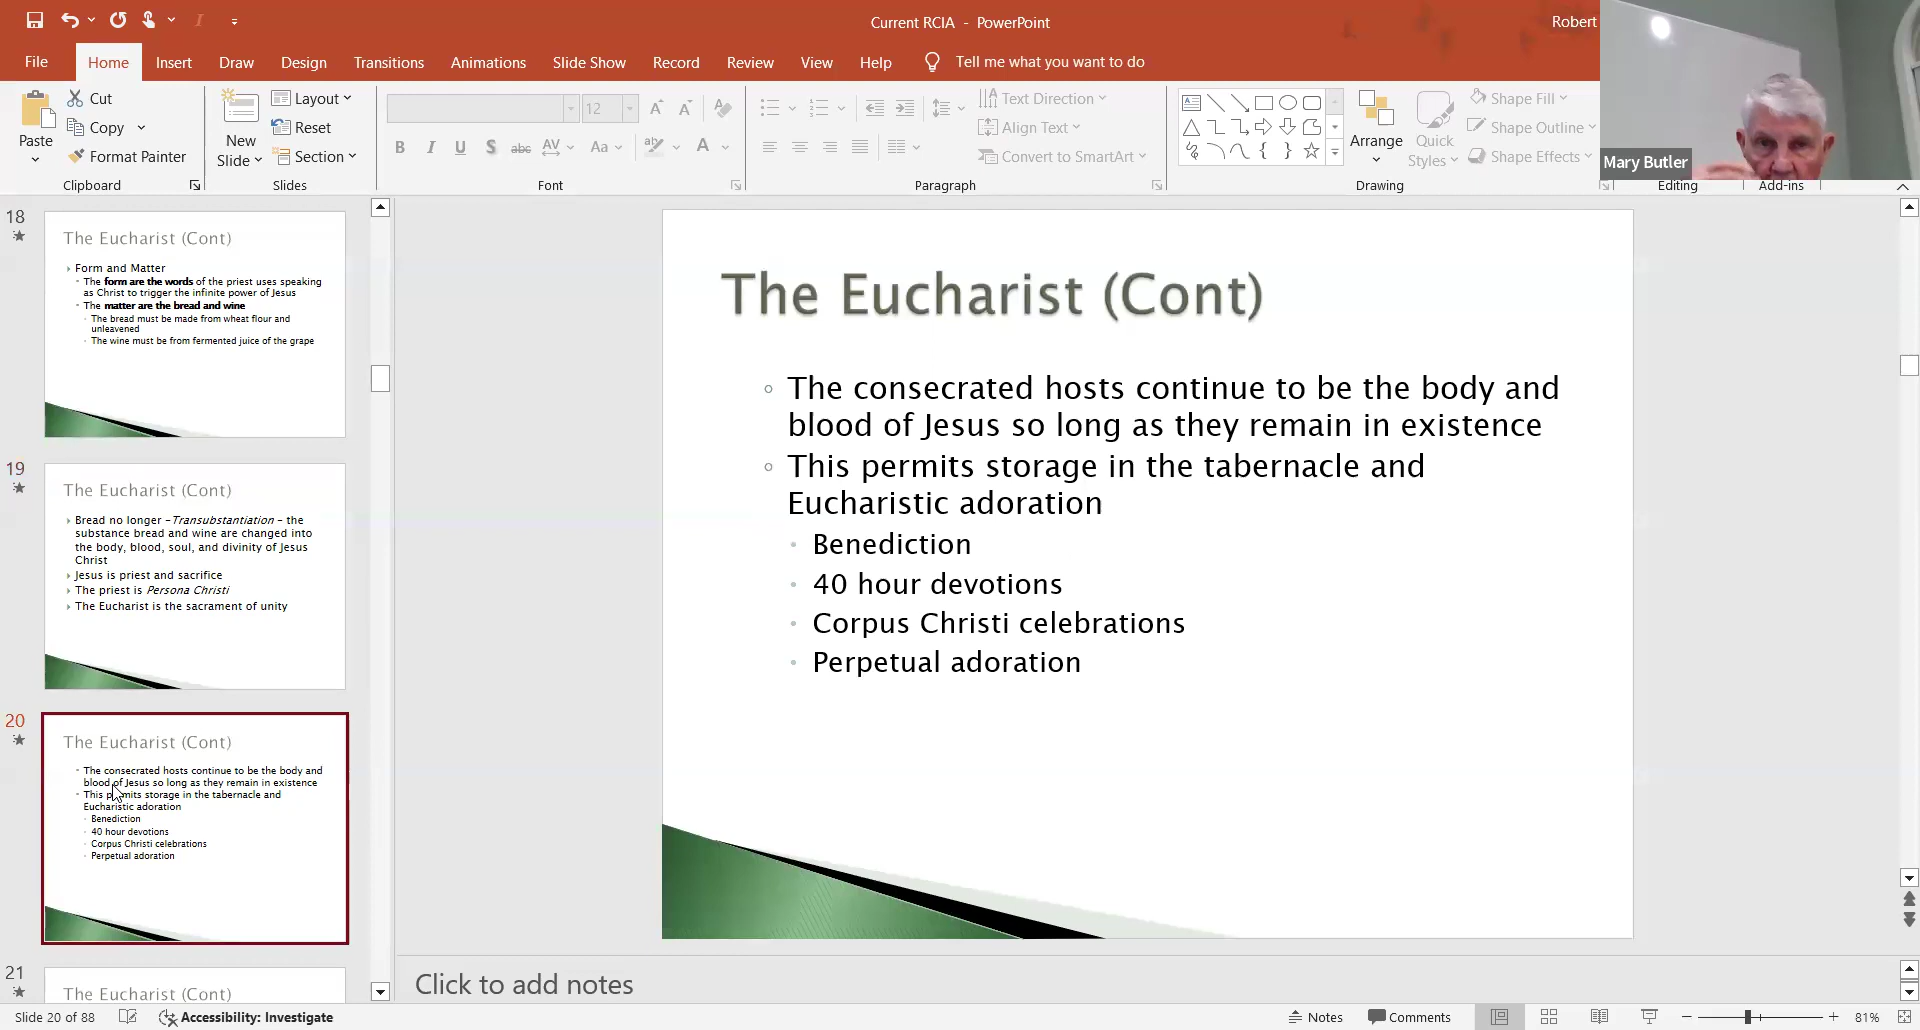 Current RCIA - PowerPoint
Robert
File Home Insert Draw Design Transitions Animations Slide Show Record Review View Help Tell me what you want to do
Paste
Cut
Copy
Format Painter
Clipboard
New
Slide
Layout
Reset
Section
Slides
12
B I U S abc AV Aa A
Font
Text Direction
Align Text
Convert to SmartArt
Paragraph
Arrange
Quick
Styles
Shape Fill
Shape Outline
Shape Effects
Drawing
Editing
Add-ins
Mary Butler
18
The Eucharist (Cont)
Form and Matter
The form are the words of the priest uses speaking
as Christ to trigger the infinite power of Jesus
The matter are the bread and wine
The bread must be made from wheat flour and
unleavened
The wine must be from fermented juice of the grape
19
The Eucharist (Cont)
Bread no longer –Transubstantiation – the
substance bread and wine are changed into
the body, blood, soul, and divinity of Jesus
Christ
Jesus is priest and sacrifice
The priest is Persona Christi
The Eucharist is the sacrament of unity
20
The Eucharist (Cont)
The consecrated hosts continue to be the body and
blood of Jesus so long as they remain in existence
This permits storage in the tabernacle and
Eucharistic adoration
Benediction
40 hour devotions
Corpus Christi celebrations
Perpetual adoration
21
The Eucharist (Cont)
The Eucharist (Cont)
The consecrated hosts continue to be the body and
blood of Jesus so long as they remain in existence
This permits storage in the tabernacle and
Eucharistic adoration
Benediction
40 hour devotions
Corpus Christi celebrations
Perpetual adoration
Click to add notes
Slide 20 of 88 Accessibility: Investigate Notes Comments 81%